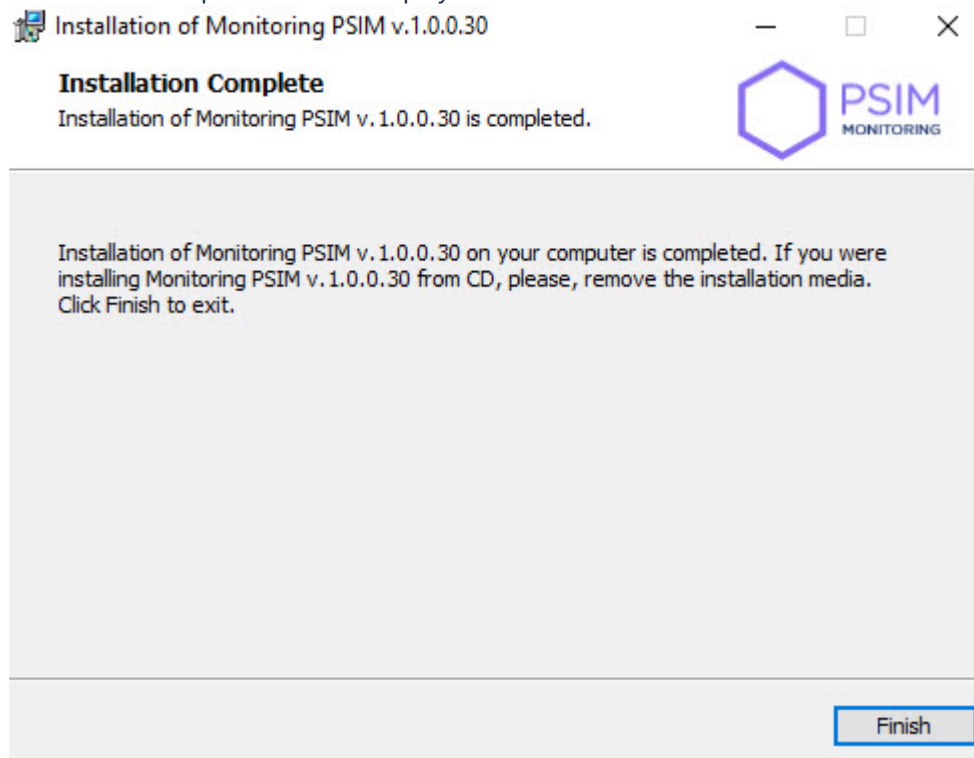 Installation of Monitoring PSIM v.1.0.0.30
Installation Complete
Installation of Monitoring PSIM v.1.0.0.30 is completed.
PSIM
MONITORING
Installation of Monitoring PSIM v.1.0.0.30 on your computer is completed. If you were
installing Monitoring PSIM v.1.0.0.30 from CD, please, remove the installation media.
Click Finish to exit.
Finish